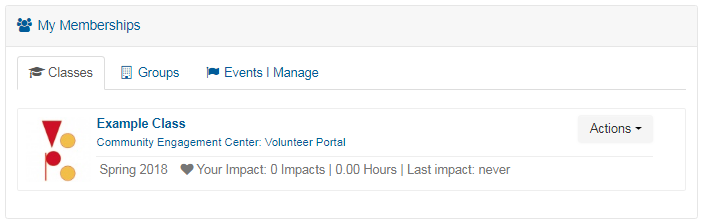 My Memberships
Classes
Groups
Events I Manage
Example Class
Actions
Community Engagement Center: Volunteer Portal
Spring 2018
Your Impact: 0 Impacts | 0.00 Hours | Last impact: never